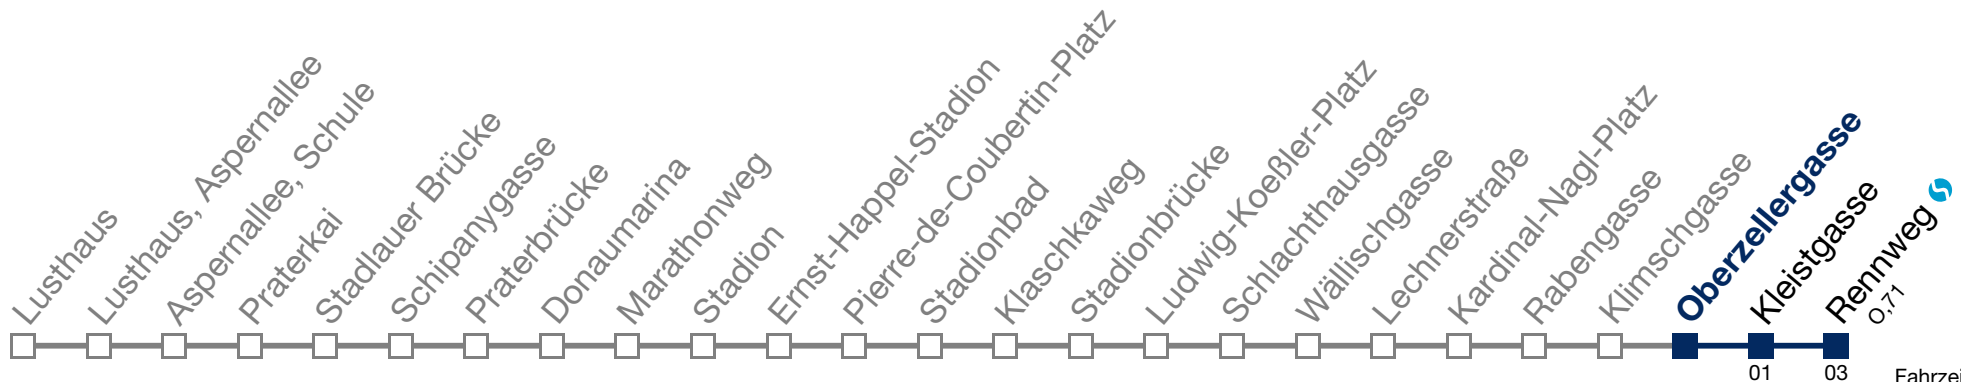 Lusthaus
Lusthaus, Aspernallee
Aspernallee, Schule
Praterkai
Stadlauer Brücke
Schipanygasse
Praterbrücke
Donaumarina
Marathonweg
Stadion
Ernst-Happel-Stadion
Pierre-de-Coubertin-Platz
Stadionbad
Klaschkaweg
Stadionbrücke
Ludwig-Koeßler-Platz
Schlachthausgasse
Wällischgasse
Lechnerstraße
Kardinal-Nagl-Platz
Rabengasse
Klimschgasse
Oberzellergasse
Kleistgasse
Rennweg
O,71
01
03